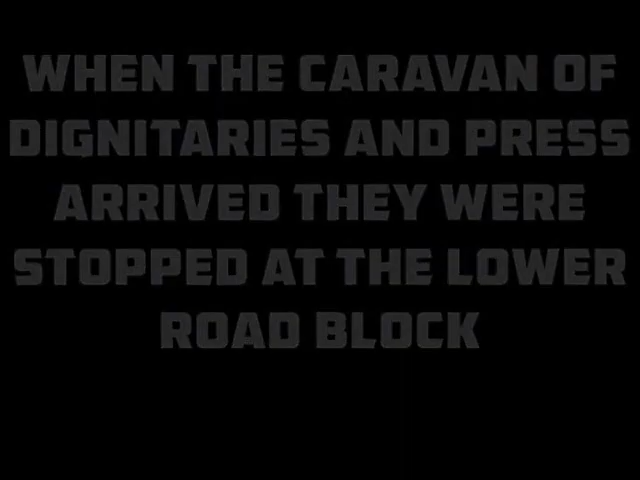 WHEN THE CARAVAN OF
DIGNITARIES AND PRESS
ARRIVED THEY WERE
STOPPED AT THE LOWER
ROAD BLOCK